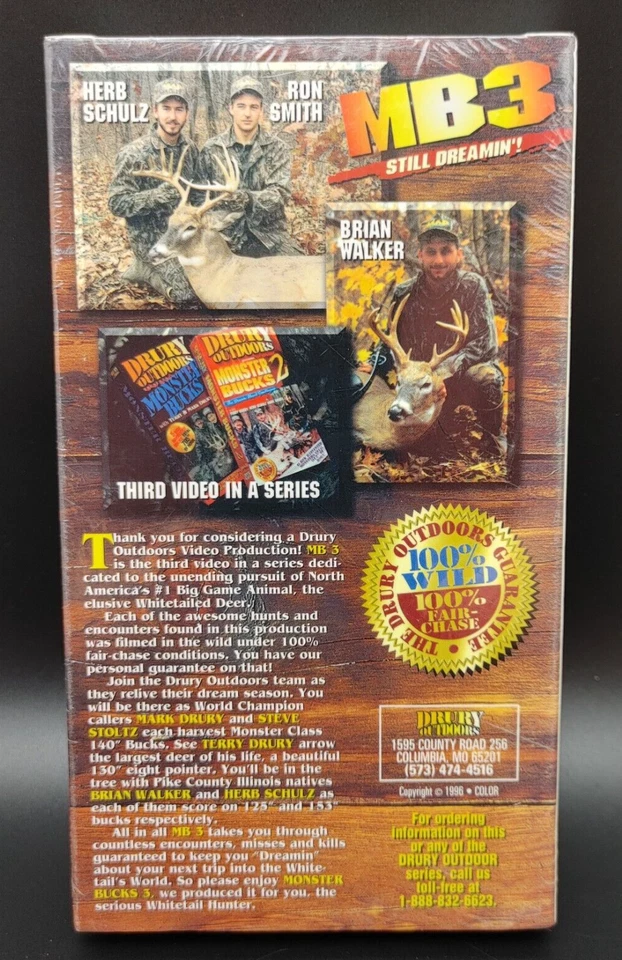 HERB SCHULZ
RON SMITH
MB3
STILL DREAMIN'!
BRIAN WALKER
DRURY OUTDOORS
MONSTER BUCKS
DRURY OUTDOORS
MONSTER BUCKS 2
THIRD VIDEO IN A SERIES
Thank you for considering a Drury
Outdoors Video Production! MB 3
is the third video in a series dedi-
cated to the unending pursuit of North
America's #1 Big Game Animal, the
elusive Whitetailed Deer.
Each of the awesome hunts and
encounters found in this production
was filmed in the wild under 100%
fair-chase conditions. You have our
personal guarantee on that!
Join the Drury Outdoors team as
they relive their dream season. You
will be there as World Champion
callers MARK DRURY and STEVE
STOLTZ each harvest Monster Class
140" Bucks. See TERRY DRURY arrow
the largest deer of his life, a beautiful
130" eight pointer. You'll be in the
tree with Pike County Illinois natives
BRIAN WALKER and HERB SCHULZ as
each of them score on 125" and 153"
bucks respectively.
All in all MB 3 takes you through
countless encounters, misses and kills
guaranteed to keep you "Dreamin"
about your next trip into the White-
tail's World. So please enjoy MONSTER
BUCKS 3, we produced it for you, the
serious Whitetail Hunter.
THE DRURY OUTDOORS GUARANTEE
100%
WILD
100%
FAIR-
CHASE
DRURY
OUTDOORS
1595 COUNTY ROAD 256
COLUMBIA, MO 65201
(573) 474-4516
Copyright © 1996 • COLOR
For ordering
information on this
or any of the
DRURY OUTDOOR
series, call us
toll-free at
1-888-832-6623.